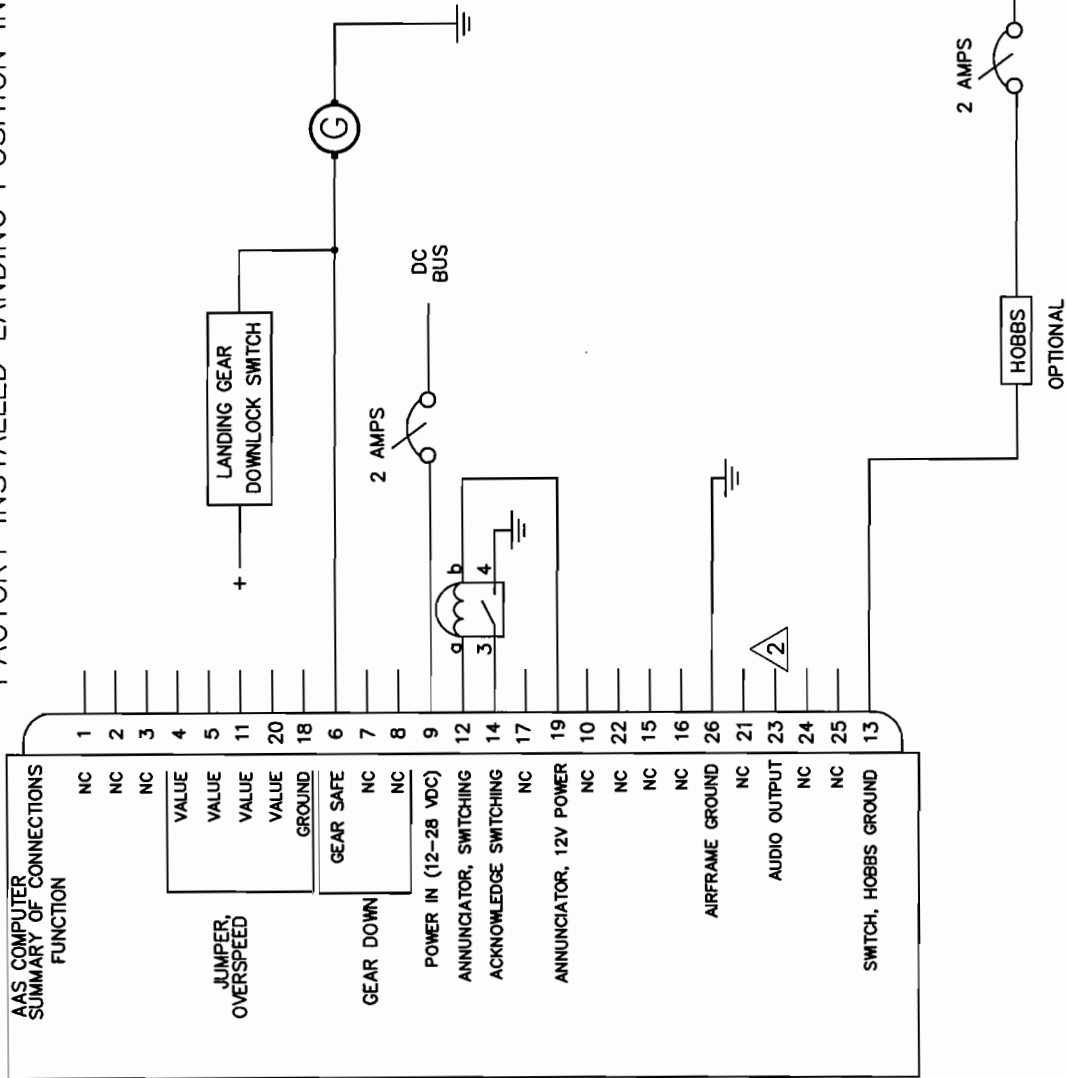 FACTORY INSTALLED LANDING POSITION
AAS COMPUTER
SUMMARY OF CONNECTIONS
FUNCTION
NC 1
NC 2
NC 3
JUMPER,
OVERSPEED
VALUE 4
VALUE 5
VALUE 11
VALUE 20
GROUND 18
GEAR DOWN
GEAR SAFE 6
NC 7
NC 8
POWER IN (12-28 VDC) 9
ANNUNCIATOR, SWITCHING 12
ACKNOWLEDGE SWITCHING 14
NC 17
ANNUNCIATOR, 12V POWER 19
NC 10
NC 22
NC 15
NC 16
AIRFRAME GROUND 26
NC 21
AUDIO OUTPUT 23
NC 24
NC 25
SWITCH, HOBBS GROUND 13
+
LANDING GEAR
DOWNLOCK SWITCH
G
2 AMPS
DC
BUS
a b
3 4
2
HOBBS
OPTIONAL
2 AMPS